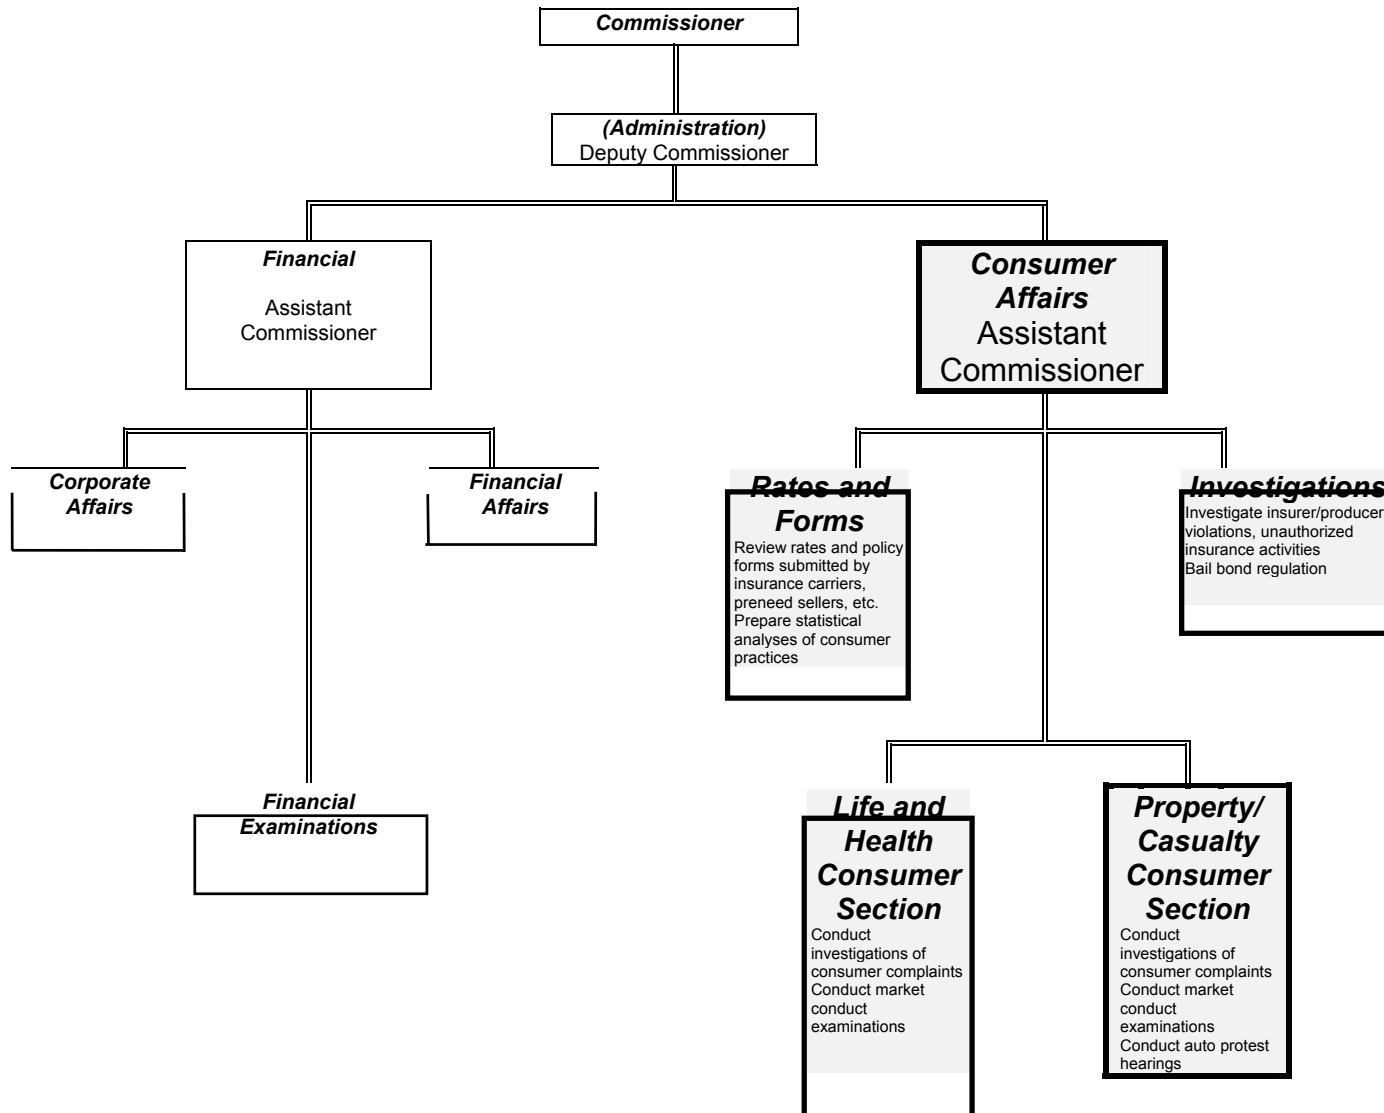 Commissioner
(Administration)
Deputy Commissioner
Financial
Assistant
Commissioner
Consumer
Affairs
Assistant
Commissioner
Corporate
Affairs
Financial
Affairs
Rates and
Forms
Review rates and policy
forms submitted by
insurance carriers,
preneed sellers, etc.
Prepare statistical
analyses of consumer
practices
Investigations
Investigate insurer/producer
violations, unauthorized
insurance activities
Bail bond regulation
Financial
Examinations
Life and
Health
Consumer
Section
Conduct
investigations of
consumer complaints
Conduct market
conduct
examinations
Property/
Casualty
Consumer
Section
Conduct
investigations of
consumer complaints
Conduct market
conduct
examinations
Conduct auto protest
hearings